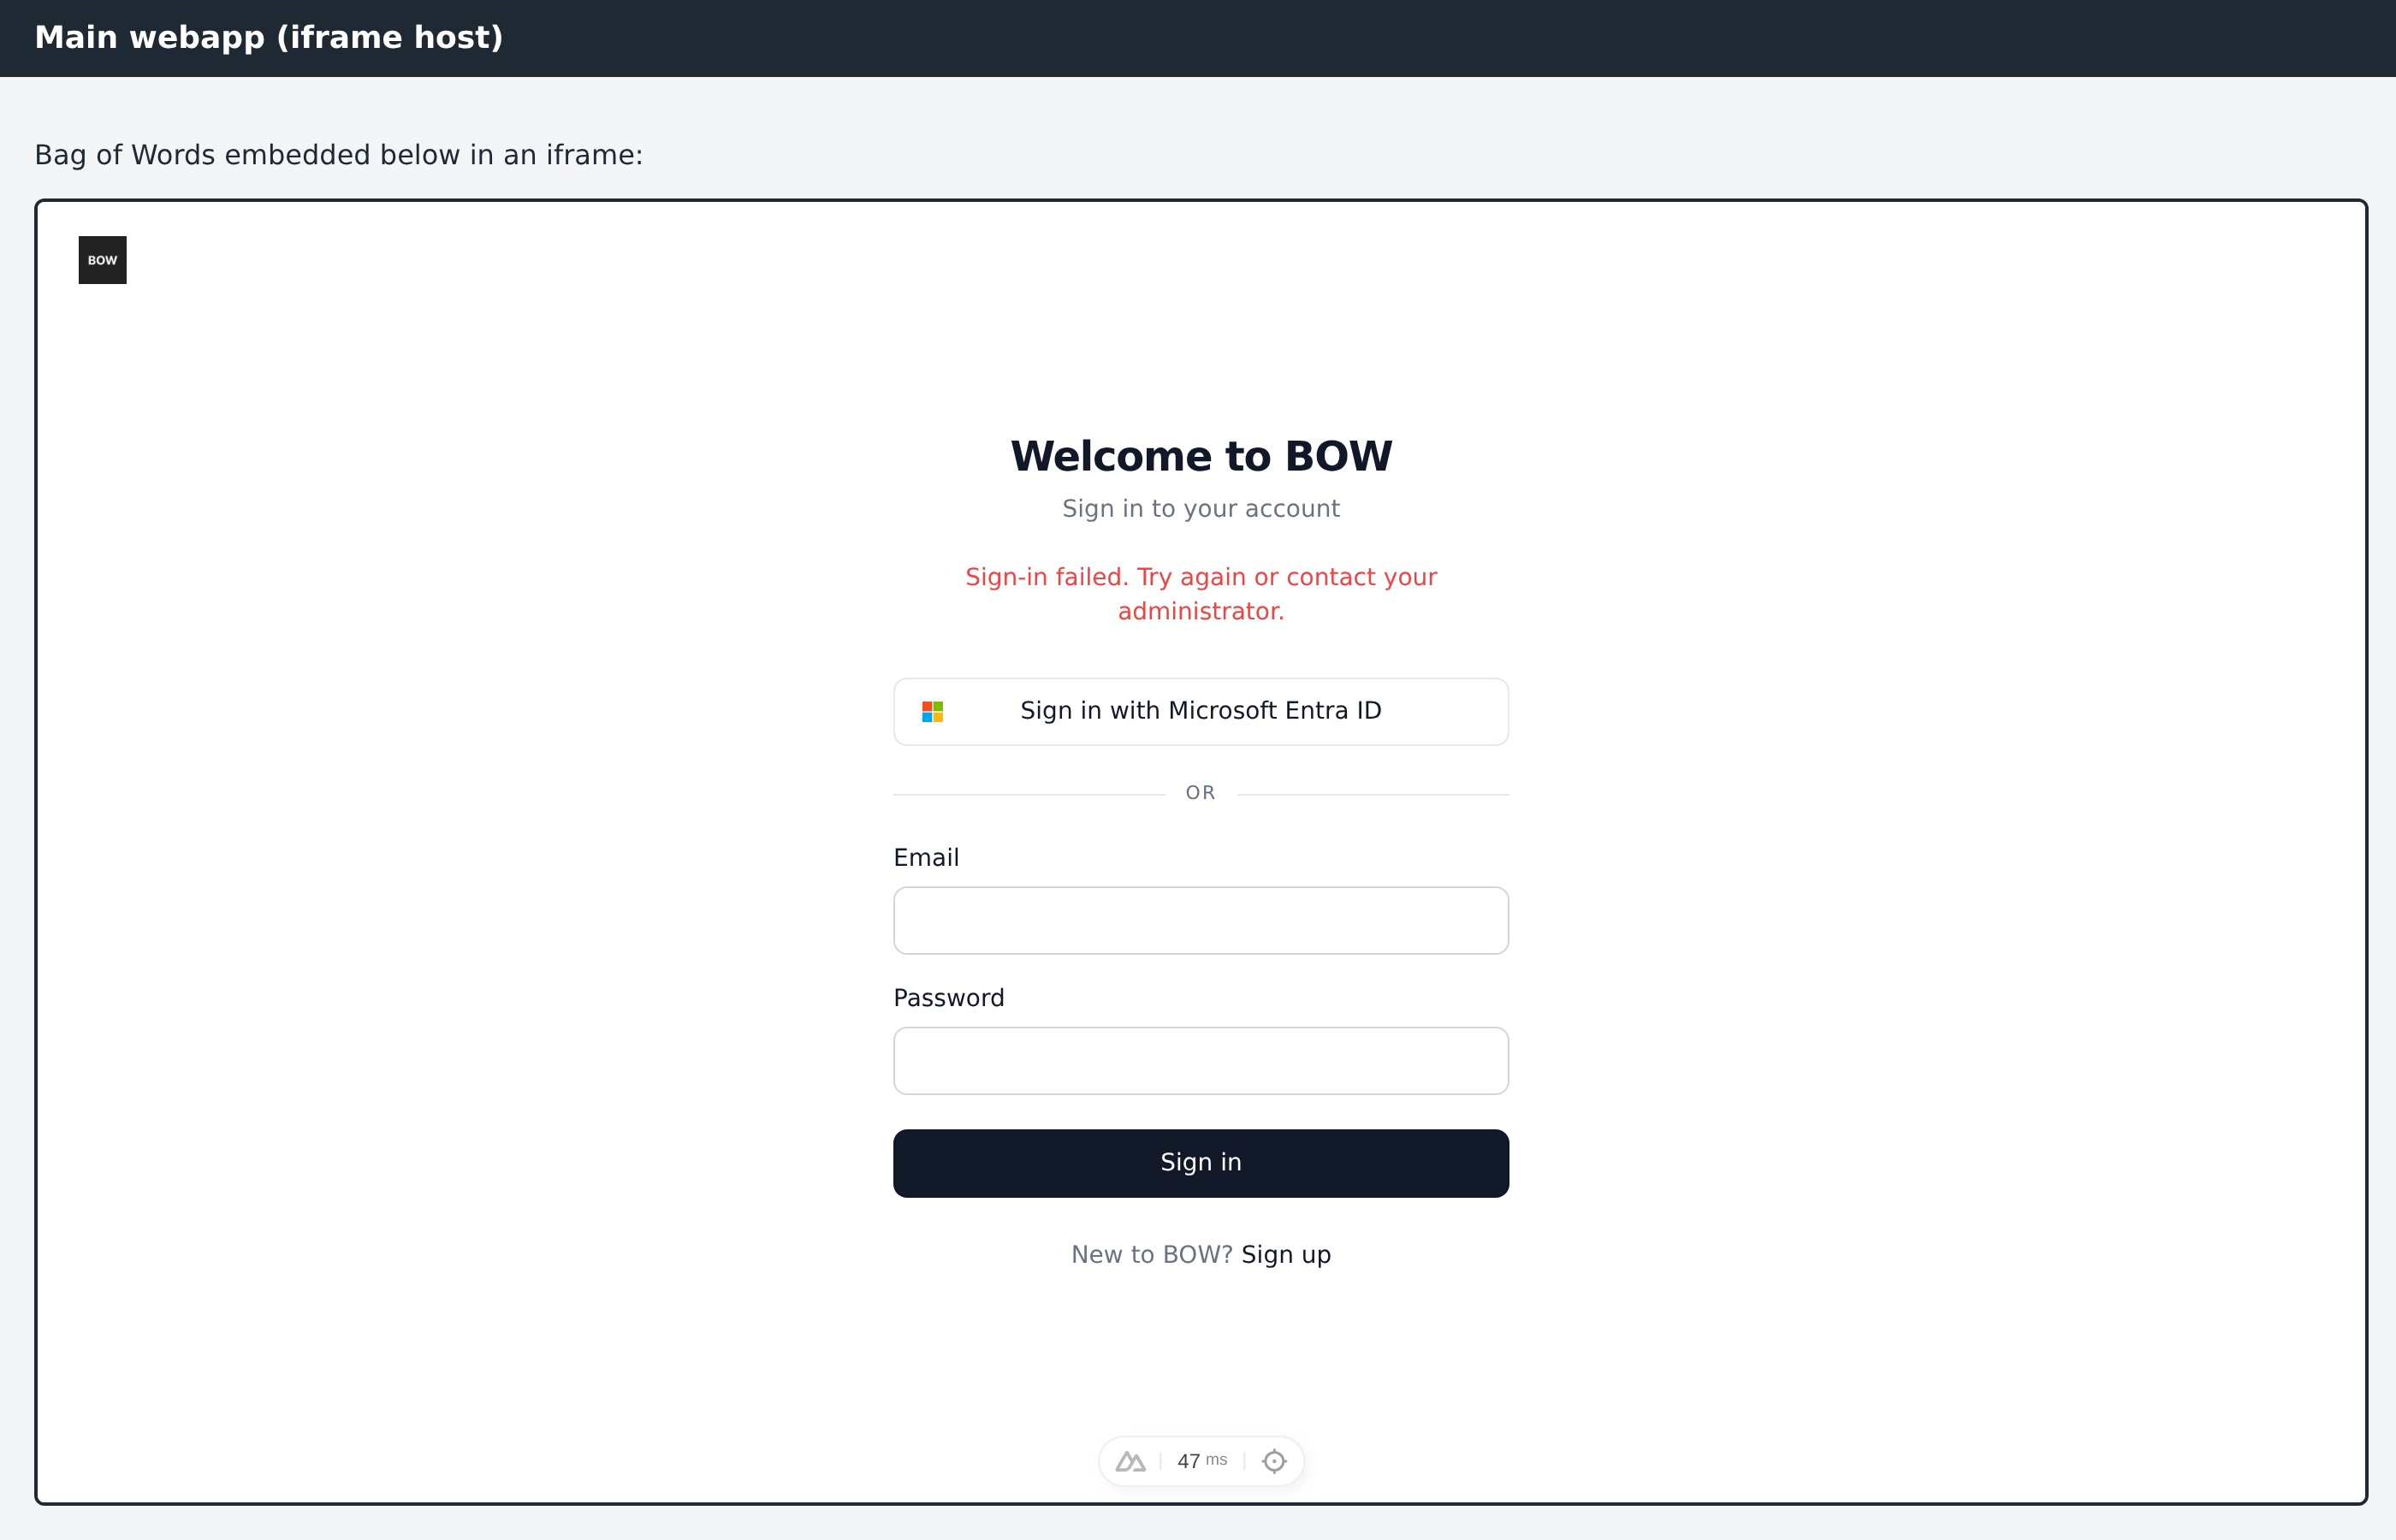 Main webapp (iframe host)
Bag of Words embedded below in an iframe:
BOW
Welcome to BOW
Sign in to your account
Sign-in failed. Try again or contact your
administrator.
Sign in with Microsoft Entra ID
OR
Email
Password
Sign in
New to BOW? Sign up
47 ms